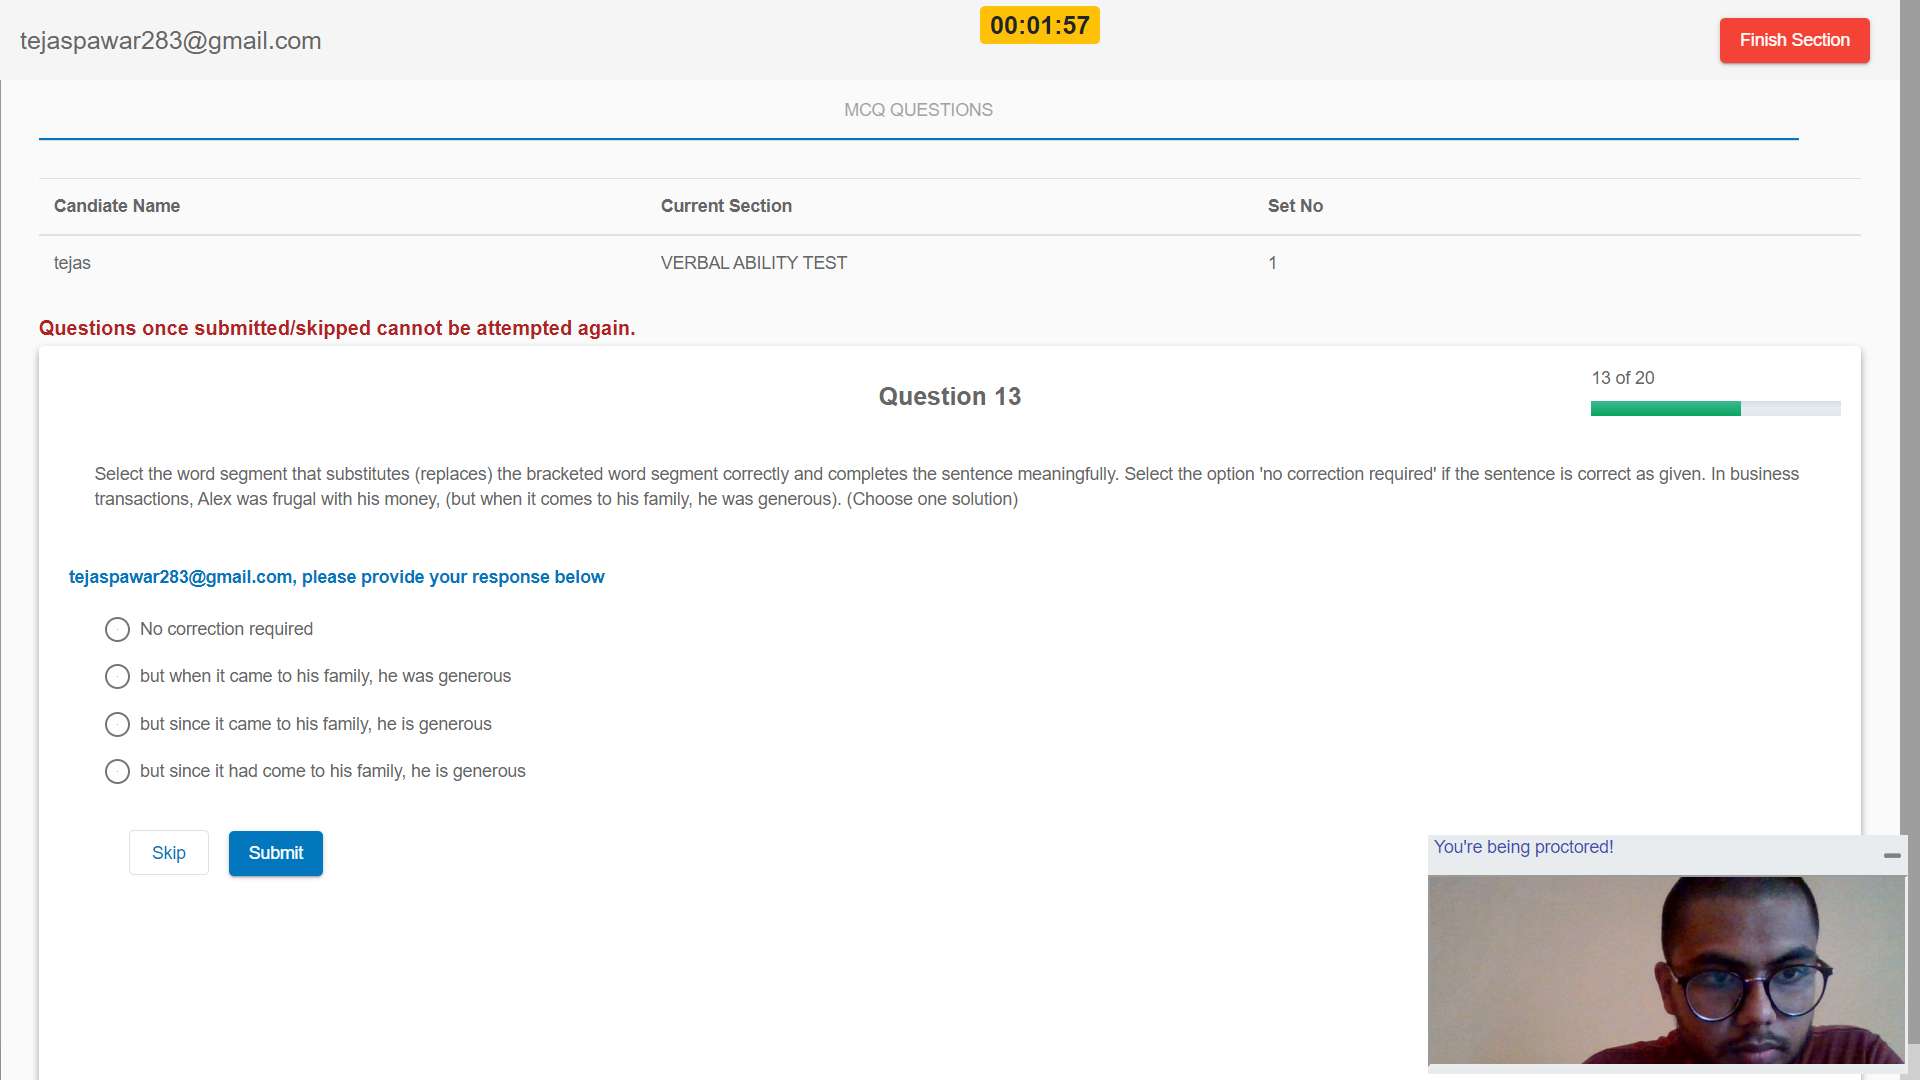 tejaspawar283@gmail.com
00:01:57
Finish Section
MCQ QUESTIONS
Candiate Name Current Section Set No
tejas VERBAL ABILITY TEST 1
Questions once submitted/skipped cannot be attempted again.
13 of 20
Question 13
Select the word segment that substitutes (replaces) the bracketed word segment correctly and completes the sentence meaningfully. Select the option 'no correction required' if the sentence is correct as given. In business
transactions, Alex was frugal with his money, (but when it comes to his family, he was generous). (Choose one solution)
tejaspawar283@gmail.com, please provide your response below
No correction required
but when it came to his family, he was generous
but since it came to his family, he is generous
but since it had come to his family, he is generous
Skip Submit
You're being proctored!